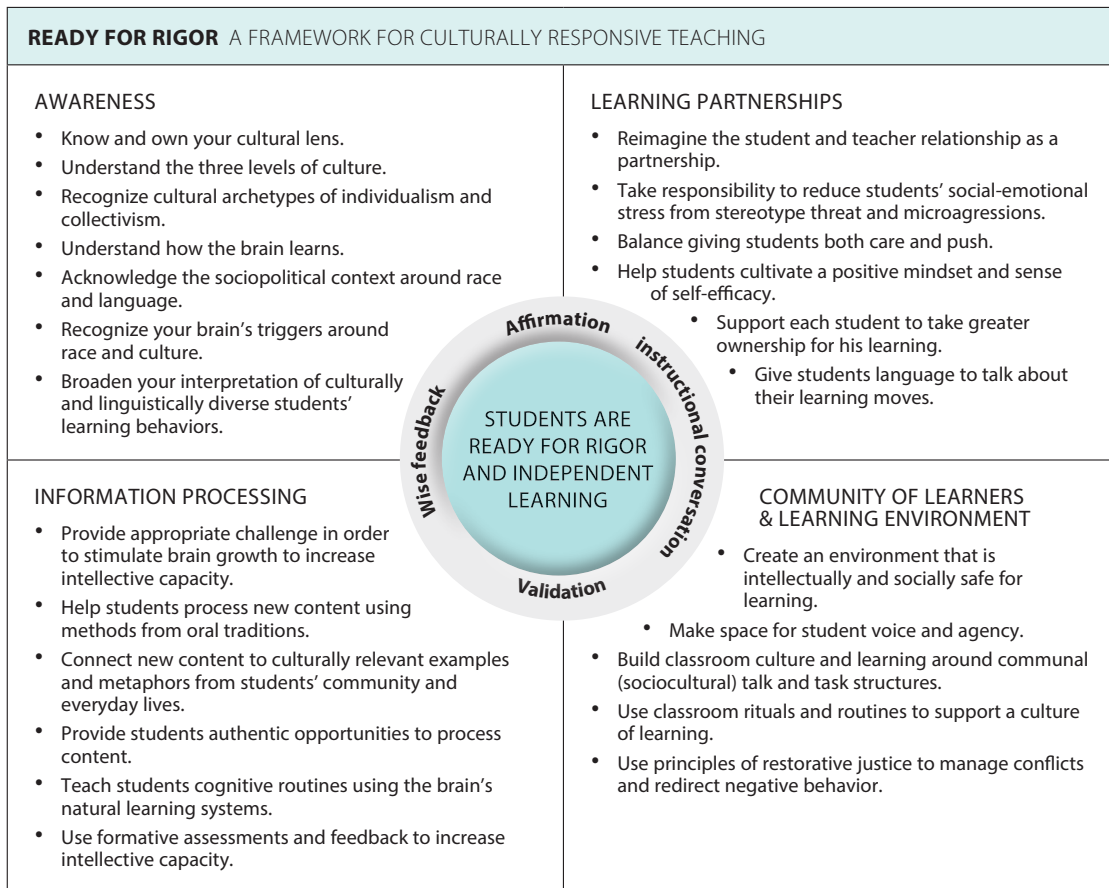 READY FOR RIGOR A FRAMEWORK FOR CULTURALLY RESPONSIVE TEACHING
AWARENESS
• Know and own your cultural lens.
• Understand the three levels of culture.
• Recognize cultural archetypes of individualism and
collectivism.
• Understand how the brain learns.
• Acknowledge the sociopolitical context around race
and language.
• Recognize your brain's triggers around
race and culture.
• Broaden your interpretation of culturally
and linguistically diverse students'
learning behaviors.
LEARNING PARTNERSHIPS
• Reimagine the student and teacher relationship as a
partnership.
• Take responsibility to reduce students' social-emotional
stress from stereotype threat and microagressions.
• Balance giving students both care and push.
• Help students cultivate a positive mindset and sense
of self-efficacy.
• Support each student to take greater
ownership for his learning.
• Give students language to talk about
their learning moves.
Affirmation
instructional conversation
Validation
Wise feedback
STUDENTS ARE
READY FOR RIGOR
AND INDEPENDENT
LEARNING
INFORMATION PROCESSING
• Provide appropriate challenge in order
to stimulate brain growth to increase
intellective capacity.
• Help students process new content using
methods from oral traditions.
• Connect new content to culturally relevant examples
and metaphors from students' community and
everyday lives.
• Provide students authentic opportunities to process
content.
• Teach students cognitive routines using the brain's
natural learning systems.
• Use formative assessments and feedback to increase
intellective capacity.
COMMUNITY OF LEARNERS
& LEARNING ENVIRONMENT
• Create an environment that is
intellectually and socially safe for
learning.
• Make space for student voice and agency.
• Build classroom culture and learning around communal
(sociocultural) talk and task structures.
• Use classroom rituals and routines to support a culture
of learning.
• Use principles of restorative justice to manage conflicts
and redirect negative behavior.